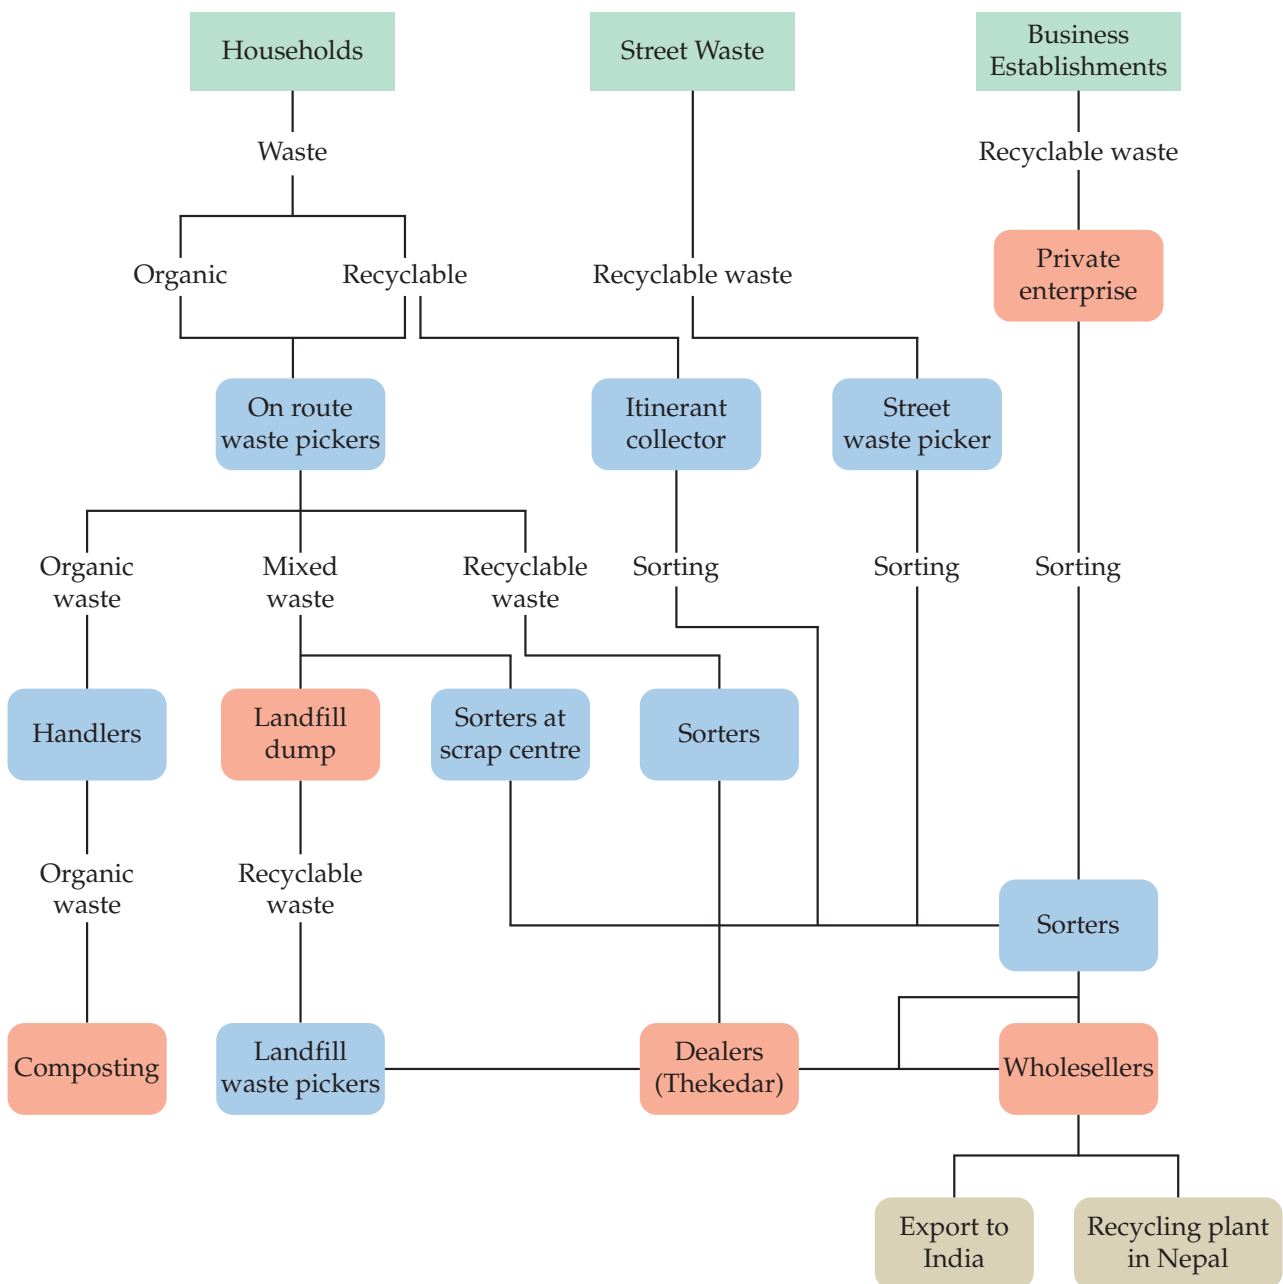 Households
Street Waste
Business
Establishments
Waste
Recyclable waste
Organic
Recyclable
Recyclable waste
Private
enterprise
On route
waste pickers
Itinerant
collector
Street
waste picker
Organic
waste
Mixed
waste
Recyclable
waste
Sorting
Sorting
Sorting
Handlers
Landfill
dump
Sorters at
scrap centre
Sorters
Organic
waste
Recyclable
waste
Sorters
Composting
Landfill
waste pickers
Dealers
(Thekedar)
Wholesellers
Export to
India
Recycling plant
in Nepal